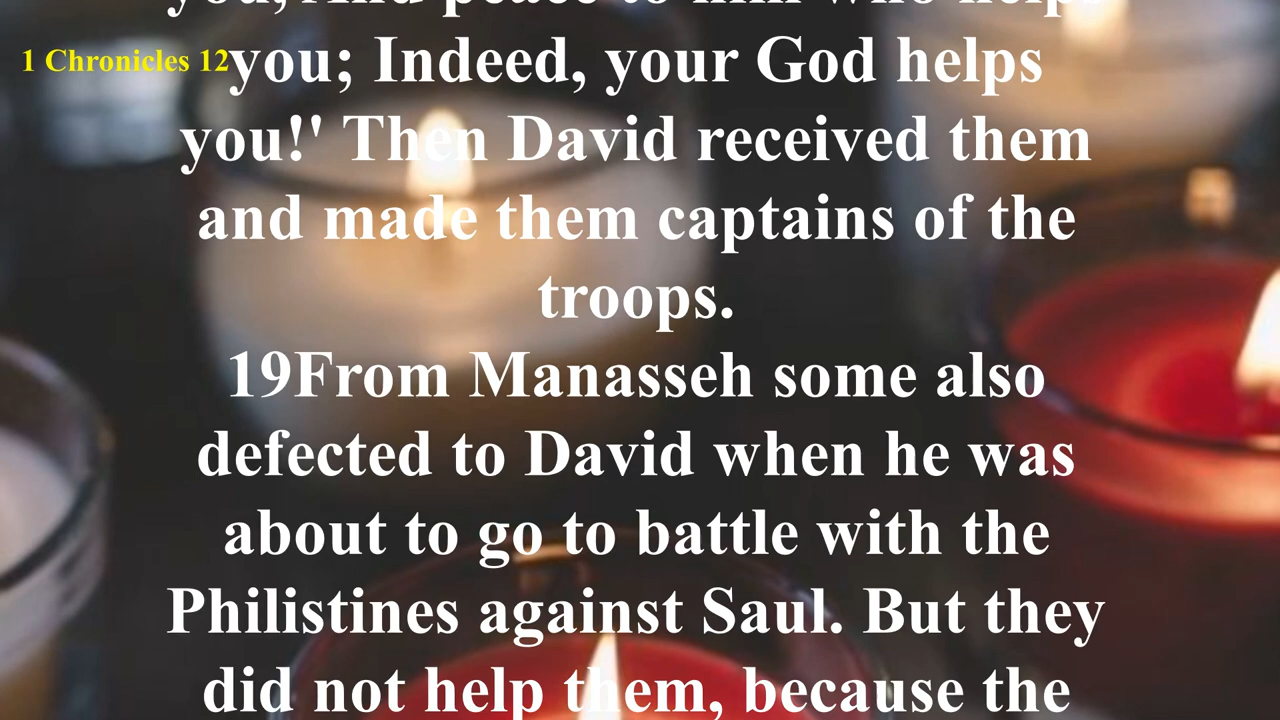 you; And peace to him who helps
1 Chronicles 12
you; Indeed, your God helps
you!' Then David received them
and made them captains of the
troops.
19From Manasseh some also
defected to David when he was
about to go to battle with the
Philistines against Saul. But they
did not help them, because the